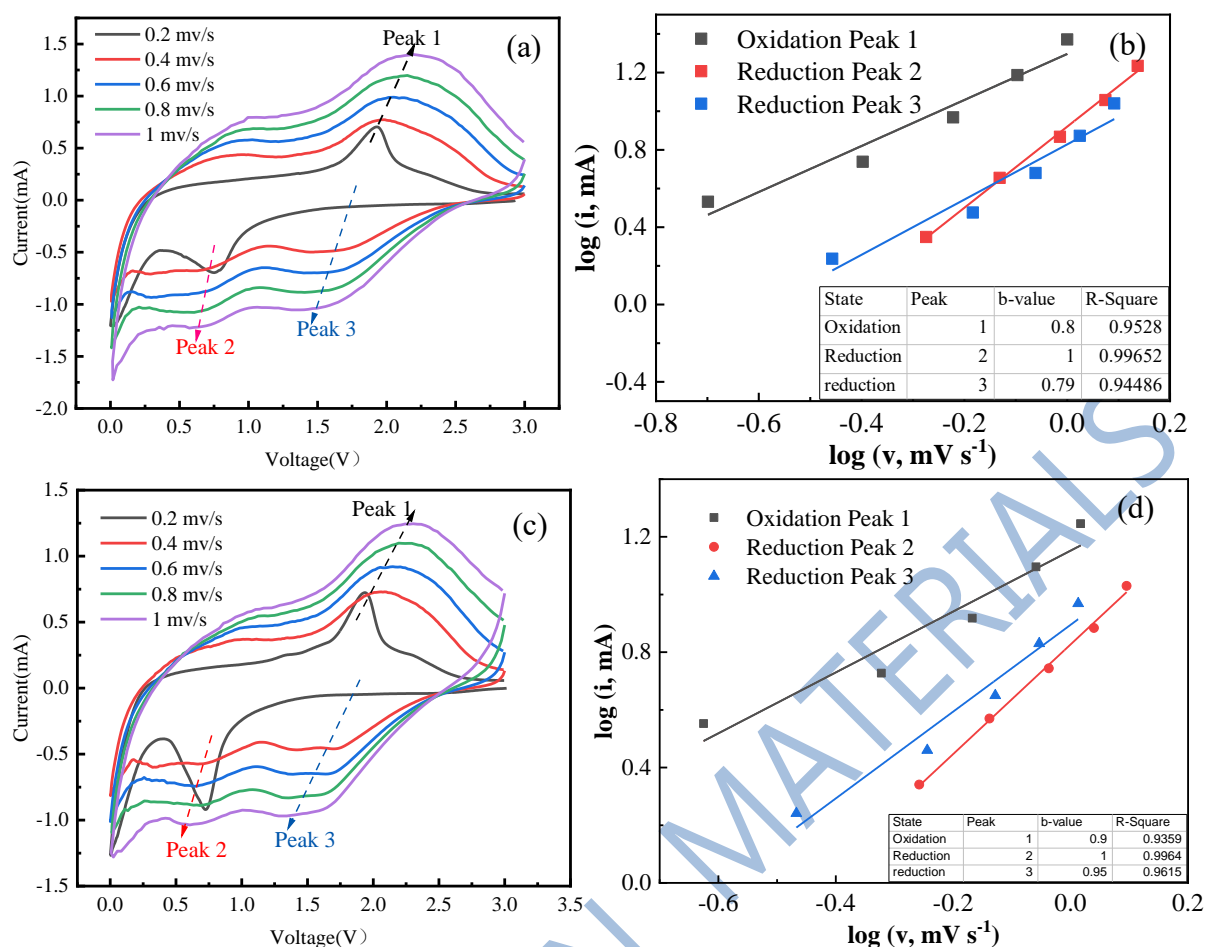 (a)
0.2 mv/s
0.4 mv/s
0.6 mv/s
0.8 mv/s
1 mv/s
Peak 1
Peak 2
Peak 3
1.5
1.0
0.5
0.0
-0.5
-1.0
-1.5
-2.0
Current(mA)
0.0 0.5 1.0 1.5 2.0 2.5 3.0
Voltage(V)
(b)
Oxidation Peak 1
Reduction Peak 2
Reduction Peak 3
1.2
0.8
0.4
0.0
-0.4
log (i, mA)
State Peak b-value R-Square
Oxidation 1 0.8 0.9528
Reduction 2 1 0.99652
reduction 3 0.79 0.94486
-0.8 -0.6 -0.4 -0.2 0.0 0.2
log (v, mV s-1)
(c)
0.2 mv/s
0.4 mv/s
0.6 mv/s
0.8 mv/s
1 mv/s
Peak 1
Peak 2
Peak 3
1.5
1.0
0.5
0.0
-0.5
-1.0
-1.5
Current(mA)
0.0 0.5 1.0 1.5 2.0 2.5 3.0 3.5
Voltage(V)
(d)
Oxidation Peak 1
Reduction Peak 2
Reduction Peak 3
1.2
0.8
0.4
0.0
log (i, mA)
State Peak b-value R-Square
Oxidation 1 0.9 0.9359
Reduction 2 1 0.9964
reduction 3 0.95 0.9615
-0.6 -0.4 -0.2 0.0 0.2
log (v, mV s-1)
MATERIALS